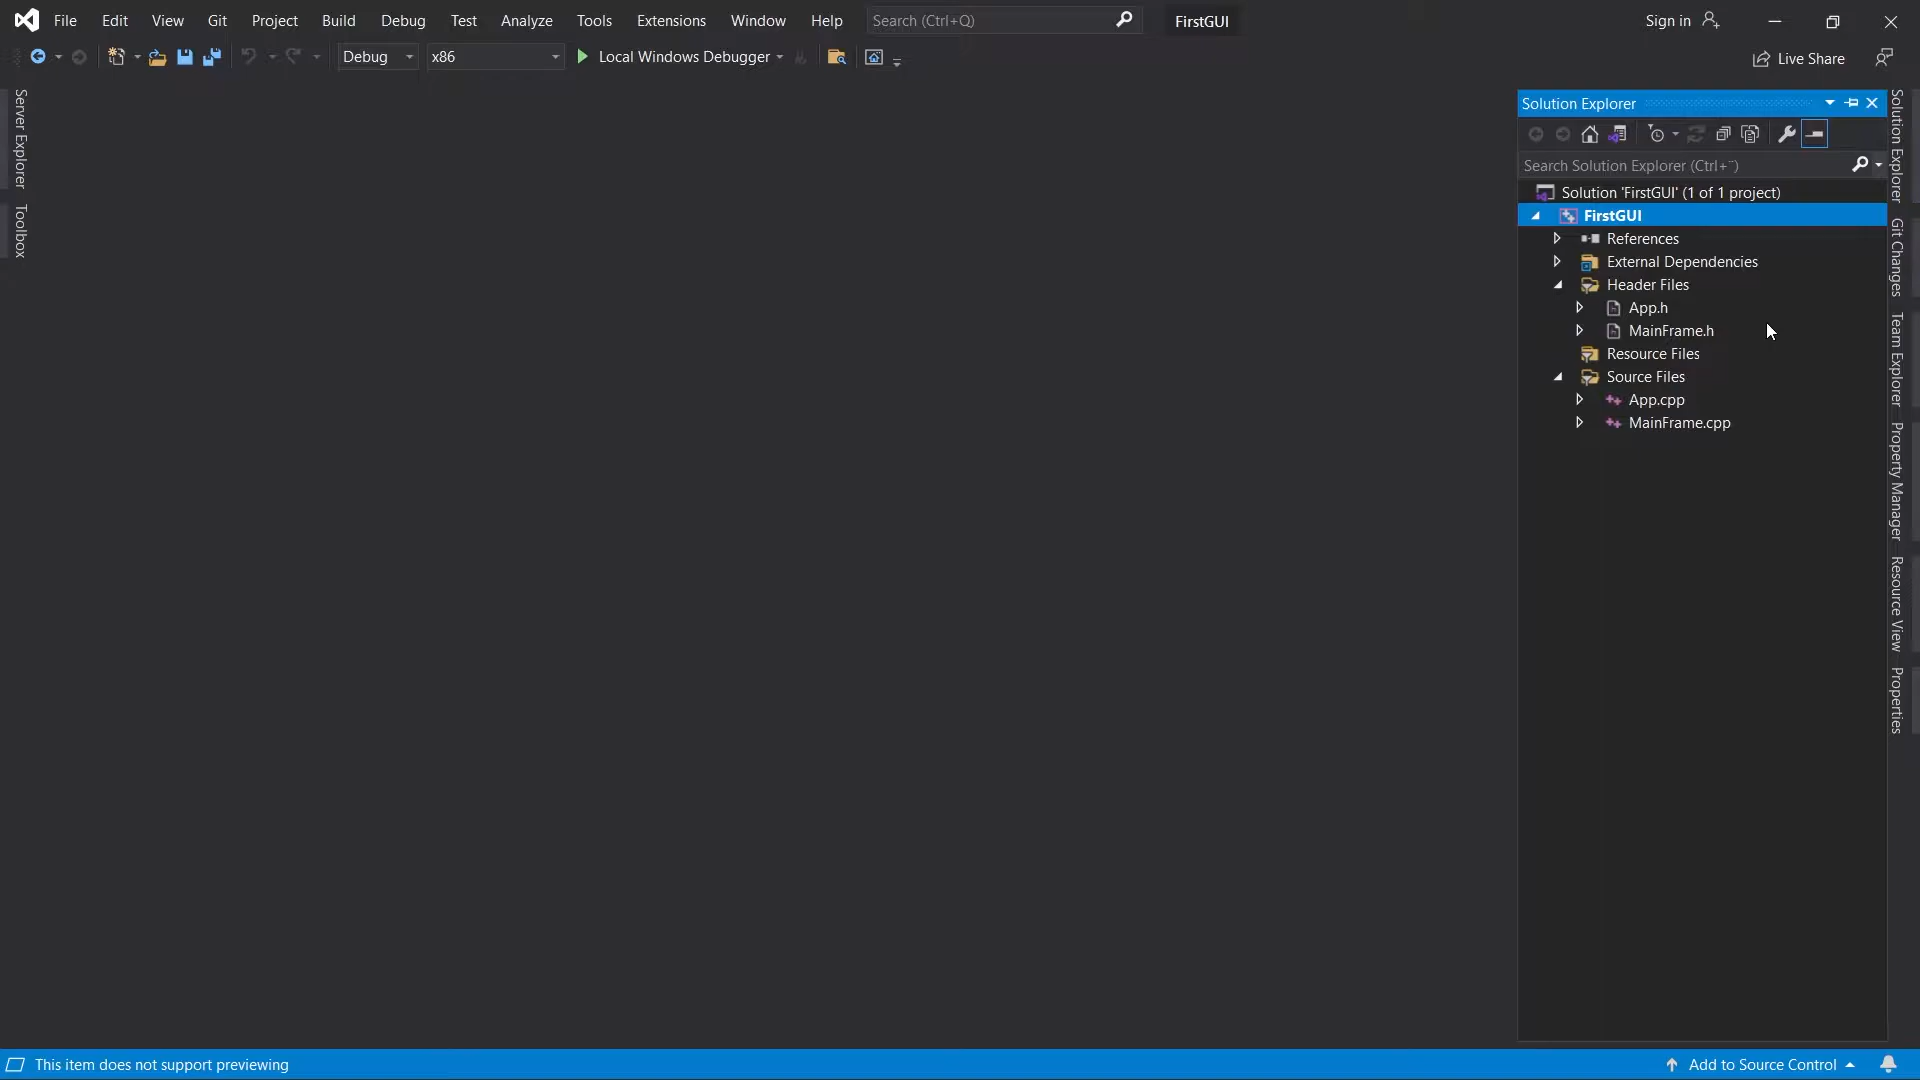 File Edit View Git Project Build Debug Test Analyze Tools Extensions Window Help Search (Ctrl+Q) FirstGUI Sign in
Debug x86 Local Windows Debugger Live Share
Server Explorer
Toolbox
Solution Explorer
Search Solution Explorer (Ctrl+¨)
Solution 'FirstGUI' (1 of 1 project)
FirstGUI
References
External Dependencies
Header Files
App.h
MainFrame.h
Resource Files
Source Files
App.cpp
MainFrame.cpp
Solution Explorer
Git Changes
Team Explorer
Property Manager
Resource View
Properties
This item does not support previewing Add to Source Control